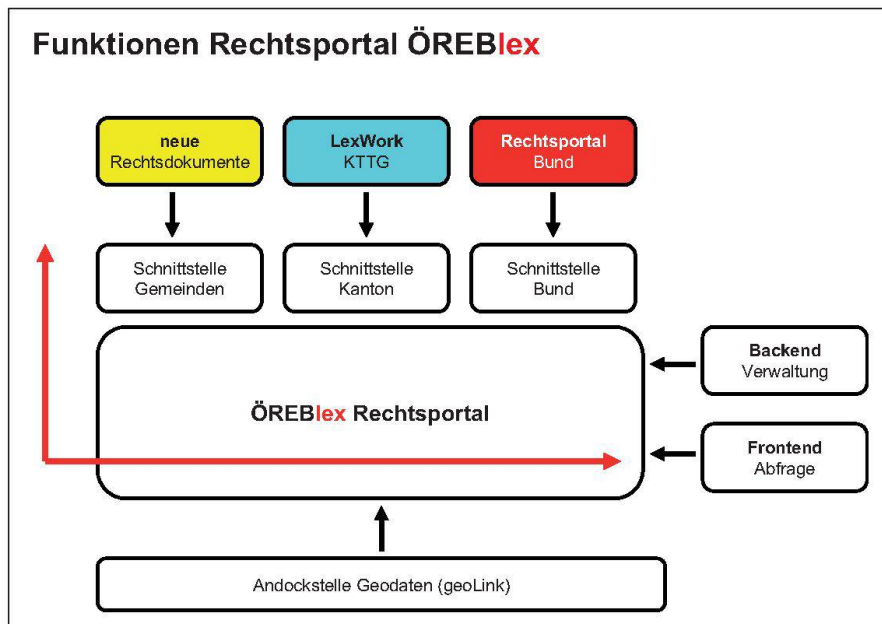 Funktionen Rechtsportal ÖREBlex
neue
Rechtsdokumente
LexWork
KTTG
Rechtsportal
Bund
Schnittstelle
Gemeinden
Schnittstelle
Kanton
Schnittstelle
Bund
Backend
Verwaltung
ÖREBlex Rechtsportal
Frontend
Abfrage
Andockstelle Geodaten (geoLink)